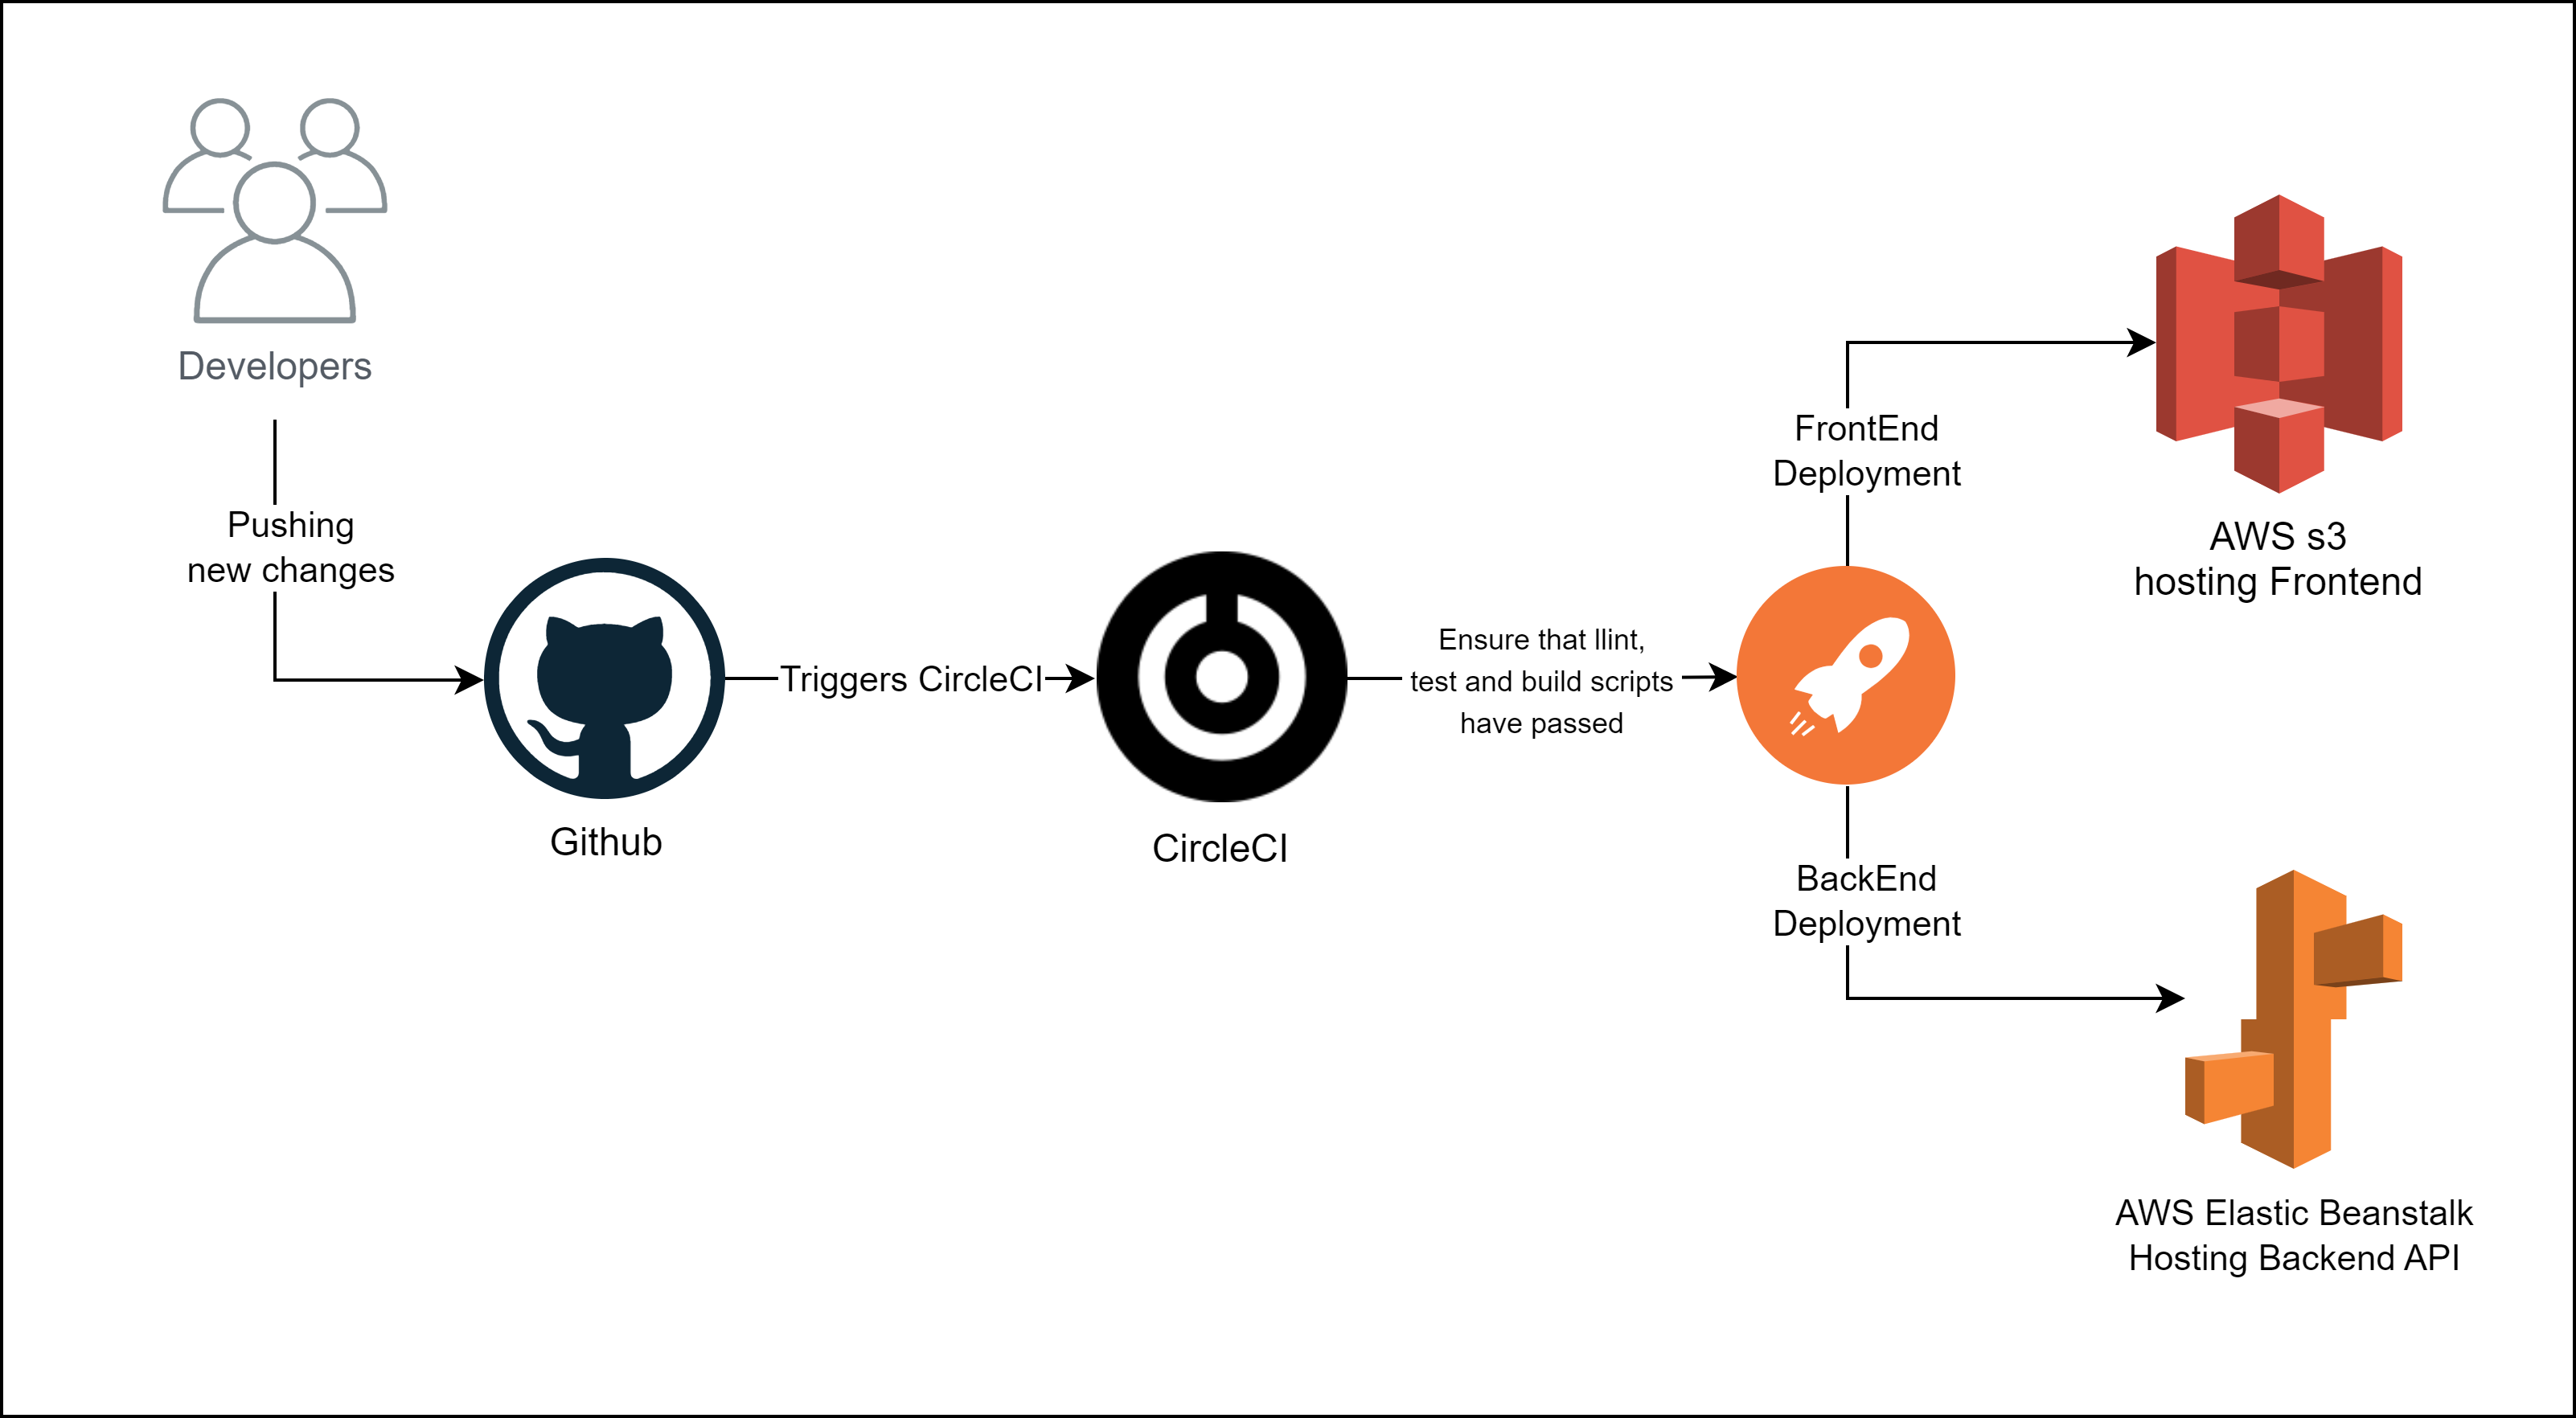 Developers
Pushing
new changes
Github
Triggers CircleCI
CircleCI
Ensure that llint,
test and build scripts
have passed
FrontEnd
Deployment
AWS s3
hosting Frontend
BackEnd
Deployment
AWS Elastic Beanstalk
Hosting Backend API